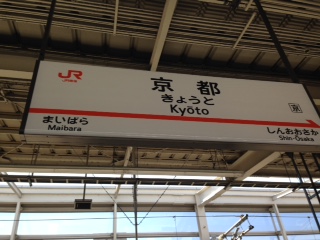 JR
京都
きょうと
Kyōto
京
まいばら
Maibara
しんおおさか
Shin-Ōsaka